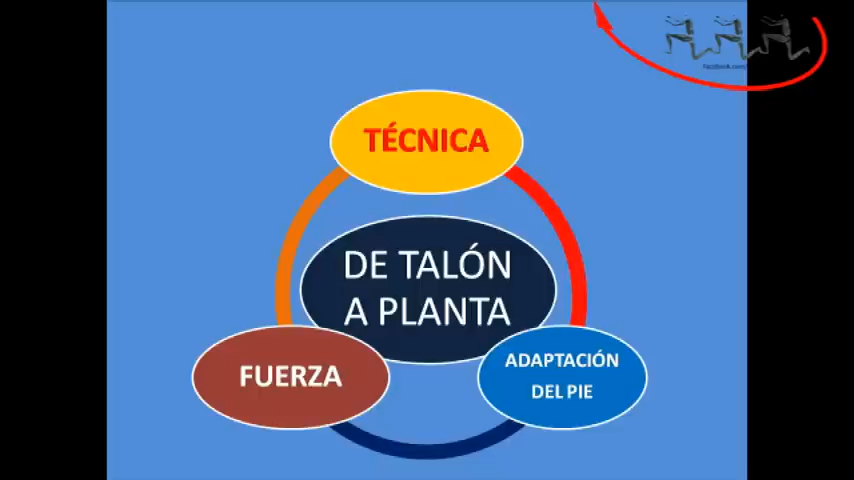 TÉCNICA
DE TALÓN
A PLANTA
FUERZA
ADAPTACIÓN
DEL PIE